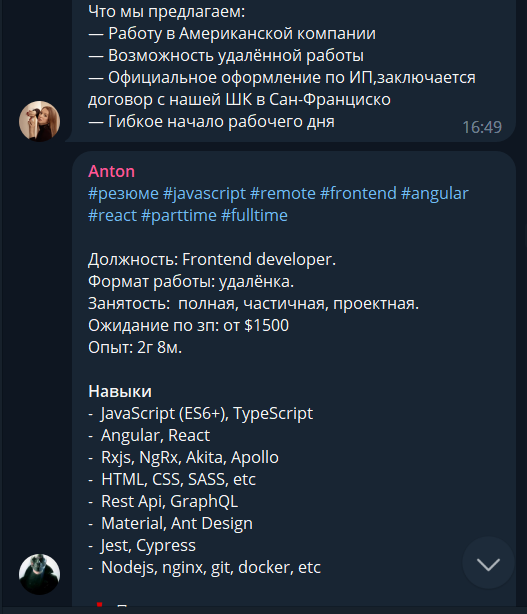 Что мы предлагаем:
— Работу в Американской компании
— Возможность удалённой работы
— Официальное оформление по ИП,заключается
договор с нашей ШК в Сан-Франциско
— Гибкое начало рабочего дня
16:49
Anton
#резюме #javascript #remote #frontend #angular
#react #parttime #fulltime
Должность: Frontend developer.
Формат работы: удалёнка.
Занятость:  полная, частичная, проектная.
Ожидание по зп: от $1500
Опыт: 2г 8м.
Навыки
-  JavaScript (ES6+), TypeScript
-  Angular, React
-  Rxjs, NgRx, Akita, Apollo
-  HTML, CSS, SASS, etc
-  Rest Api, GraphQL
-  Material, Ant Design
-  Jest, Cypress
-  Nodejs, nginx, git, docker, etc